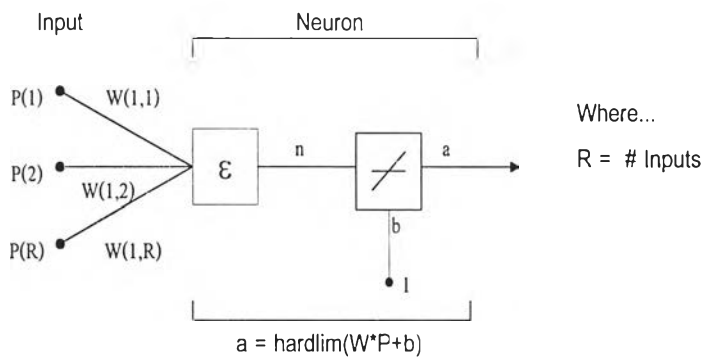 Input
Neuron
P(1)
W(1,1)
P(2)
W(1,2)
P(R)
W(1,R)
ε
n
a
b
1
Where...
R = # Inputs
a = hardlim(W*P+b)